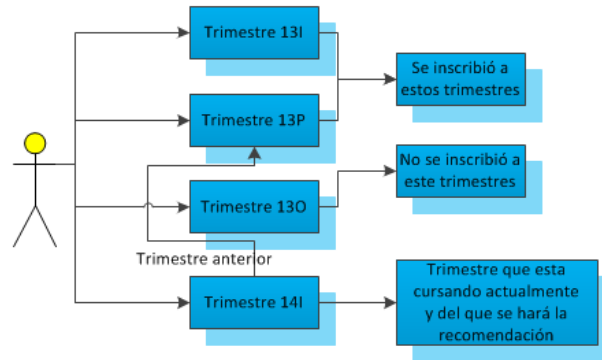 Trimestre 13I
Se inscribió a
estos trimestres
Trimestre 13P
No se inscribió a
este trimestres
Trimestre 13O
Trimestre anterior
Trimestre 14I
Trimestre que esta
cursando actualmente
y del que se hará la
recomendación